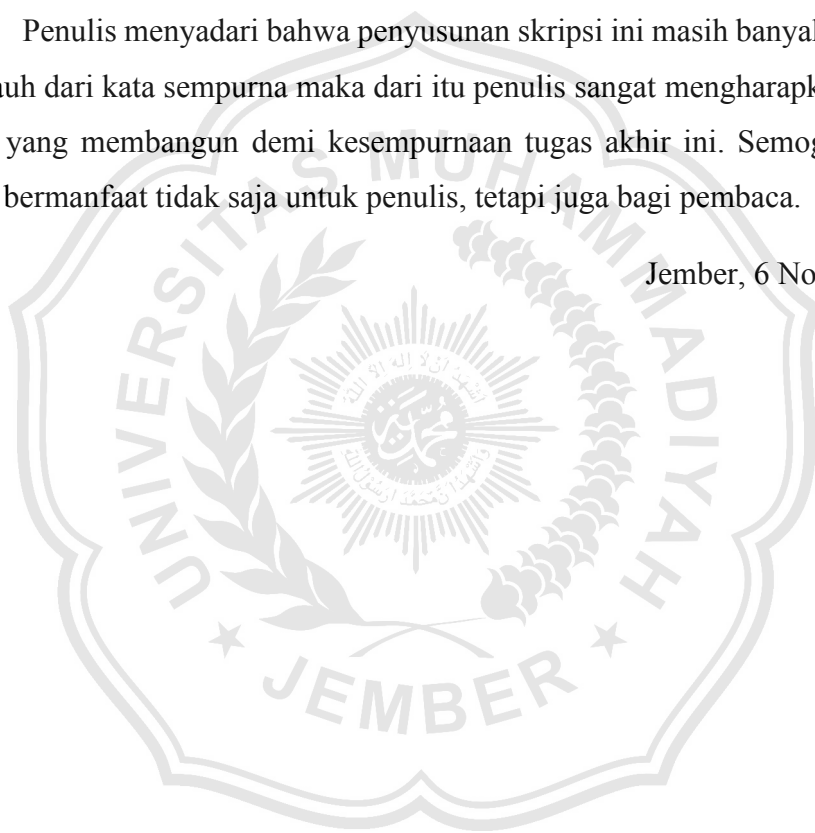 Penulis menyadari bahwa penyusunan skripsi ini masih banyak
auh dari kata sempurna maka dari itu penulis sangat mengharapk
yang membangun demi kesempurnaan tugas akhir ini. Semog
bermanfaat tidak saja untuk penulis, tetapi juga bagi pembaca.
Jember, 6 No
UNIVERSITAS MUHAMMADIYAH
JEMBER